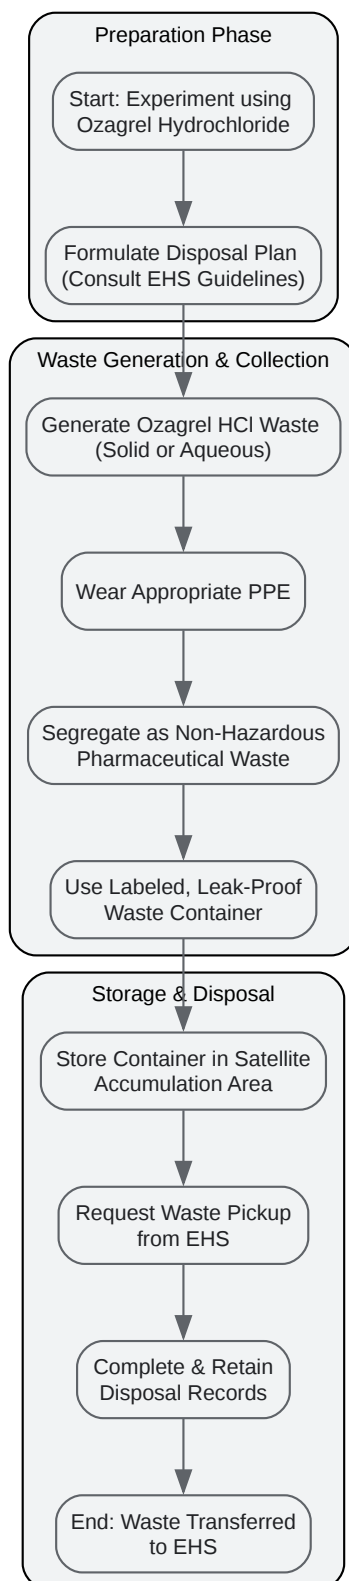 Preparation Phase
Start: Experiment using
Ozagrel Hydrochloride
Formulate Disposal Plan
(Consult EHS Guidelines)
Waste Generation & Collection
Generate Ozagrel HCl Waste
(Solid or Aqueous)
Wear Appropriate PPE
Segregate as Non-Hazardous
Pharmaceutical Waste
Use Labeled, Leak-Proof
Waste Container
Storage & Disposal
Store Container in Satellite
Accumulation Area
Request Waste Pickup
from EHS
Complete & Retain
Disposal Records
End: Waste Transferred
to EHS